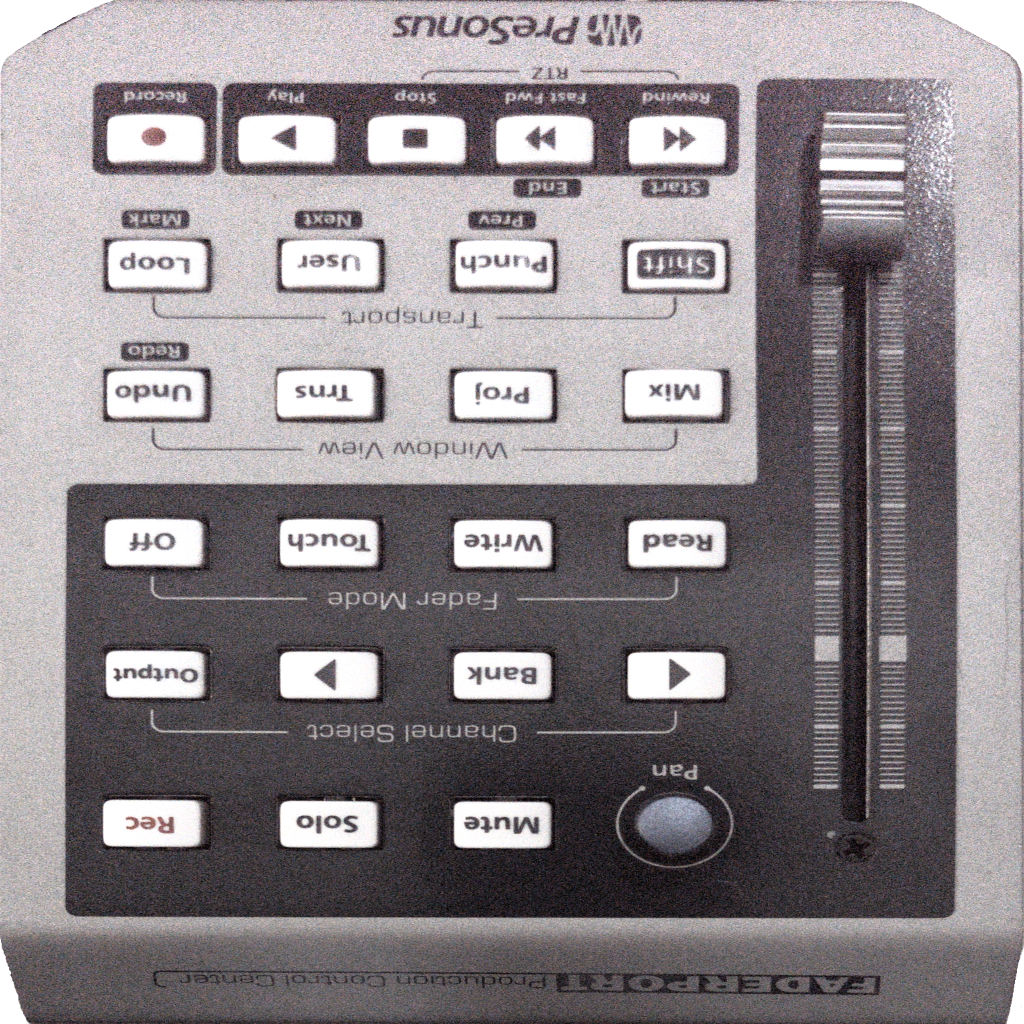 FADERPORT Production Control Center
Mute Solo Rec
Pan
Channel Select
Bank Output
Fader Mode
Read Write Touch Off
Window View
Mix Proj Trns Undo
Redo
Transport
Shift Punch User Loop
Prev Next Mark
Start End
Rewind Fast Fwd Stop Play Record
RTZ
PreSonus